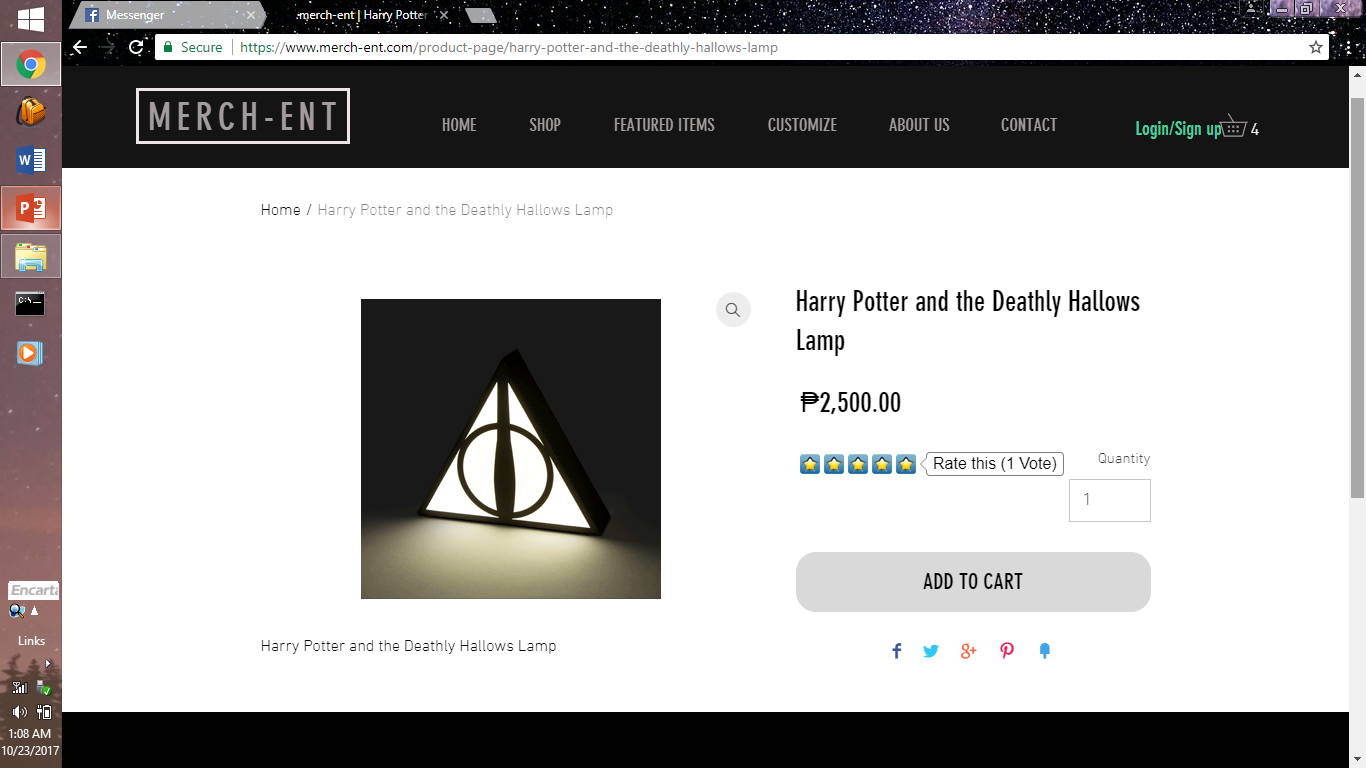 Messenger
merch-ent | Harry Potter
Secure
https://www.merch-ent.com/product-page/harry-potter-and-the-deathly-hallows-lamp
MERCH-ENT
HOME
SHOP
FEATURED ITEMS
CUSTOMIZE
ABOUT US
CONTACT
Login/Sign up
4
Home / Harry Potter and the Deathly Hallows Lamp
Harry Potter and the Deathly Hallows
Lamp
₱2,500.00
Rate this (1 Vote)
Quantity
1
ADD TO CART
Harry Potter and the Deathly Hallows Lamp
Encarta
Links
1:08 AM
10/23/2017